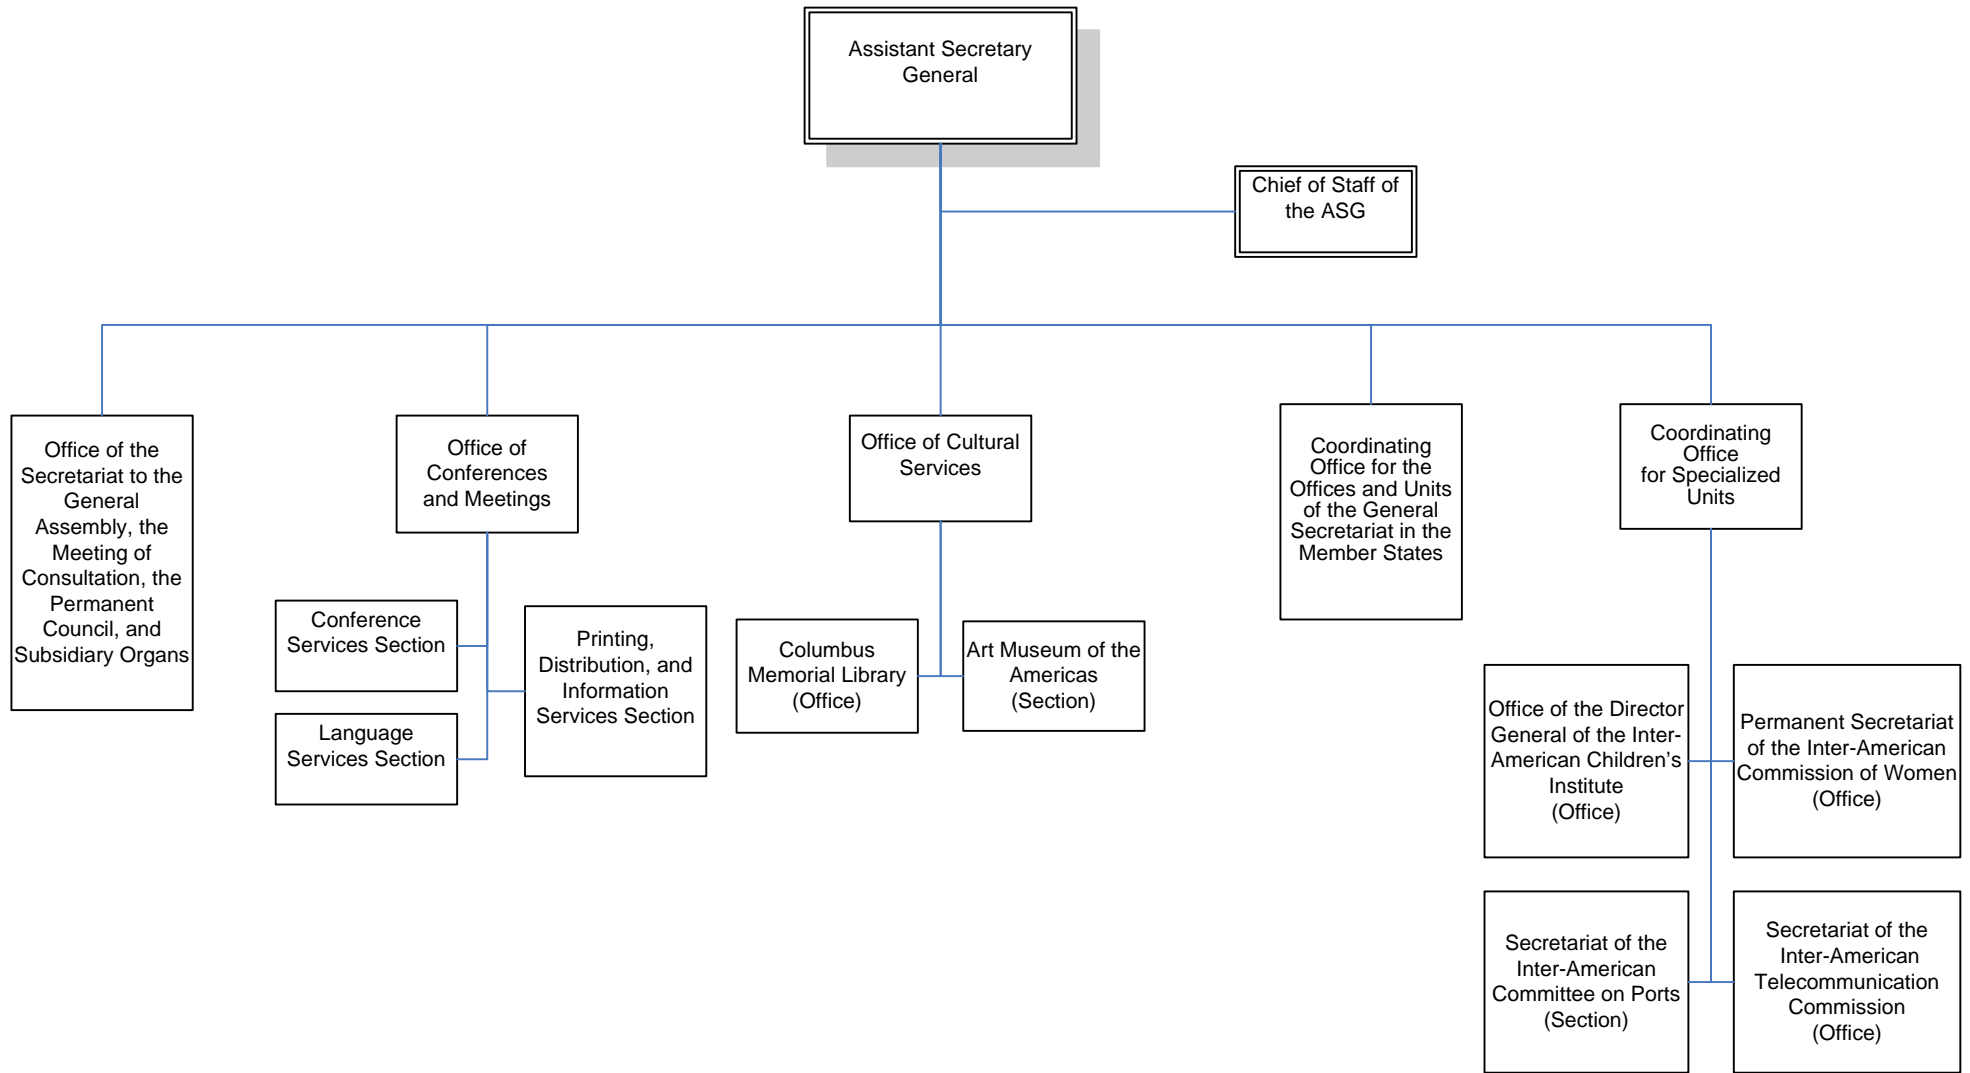 Assistant Secretary
General
Chief of Staff of
the ASG
Office of the
Secretariat to the
General
Assembly, the
Meeting of
Consultation, the
Permanent
Council, and
Subsidiary Organs
Office of
Conferences
and Meetings
Office of Cultural
Services
Coordinating
Office for the
Offices and Units
of the General
Secretariat in the
Member States
Coordinating
Office
for Specialized
Units
Conference
Services Section
Printing,
Distribution, and
Information
Services Section
Language
Services Section
Columbus
Memorial Library
(Office)
Art Museum of the
Americas
(Section)
Office of the Director
General of the Inter-
American Children’s
Institute
(Office)
Permanent Secretariat
of the Inter-American
Commission of Women
(Office)
Secretariat of the
Inter-American
Committee on Ports
(Section)
Secretariat of the
Inter-American
Telecommunication
Commission
(Office)